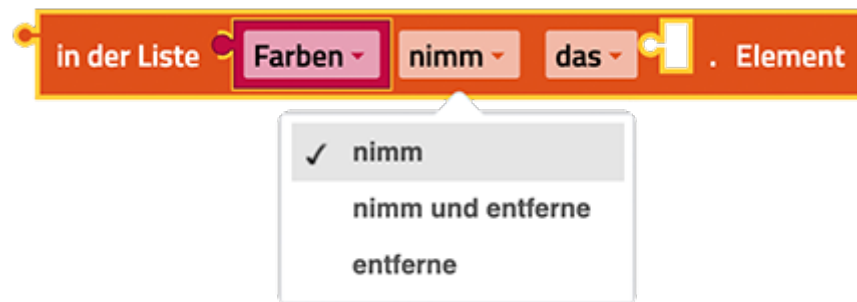 in der Liste Farben nimm das . Element
✓ nimm
nimm und entferne
entferne